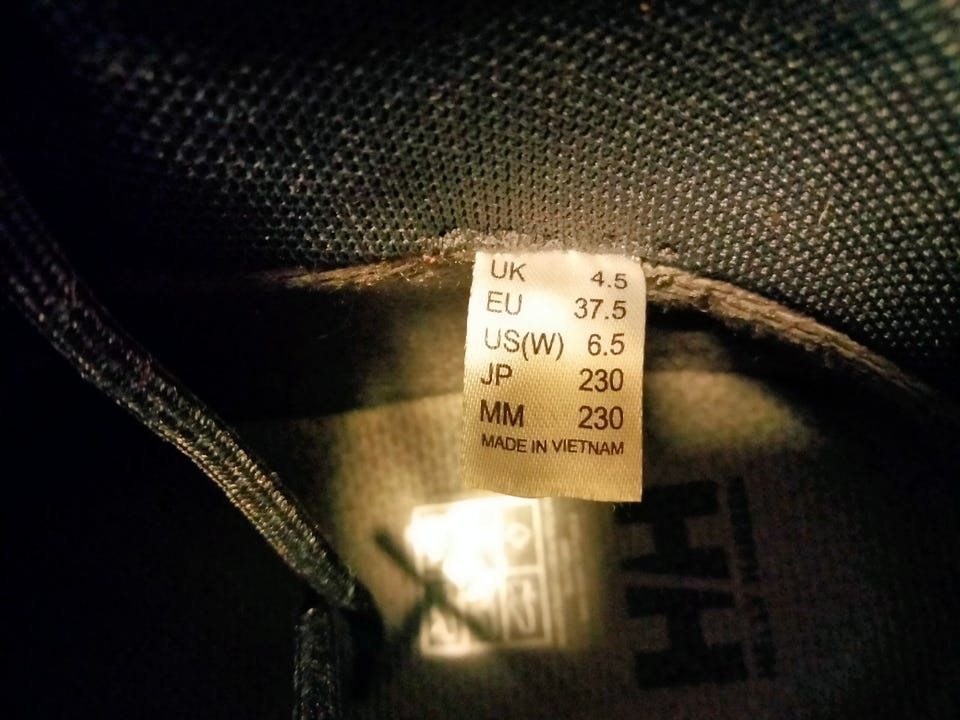 UK 4.5
EU 37.5
US(W) 6.5
JP 230
MM 230
MADE IN VIETNAM